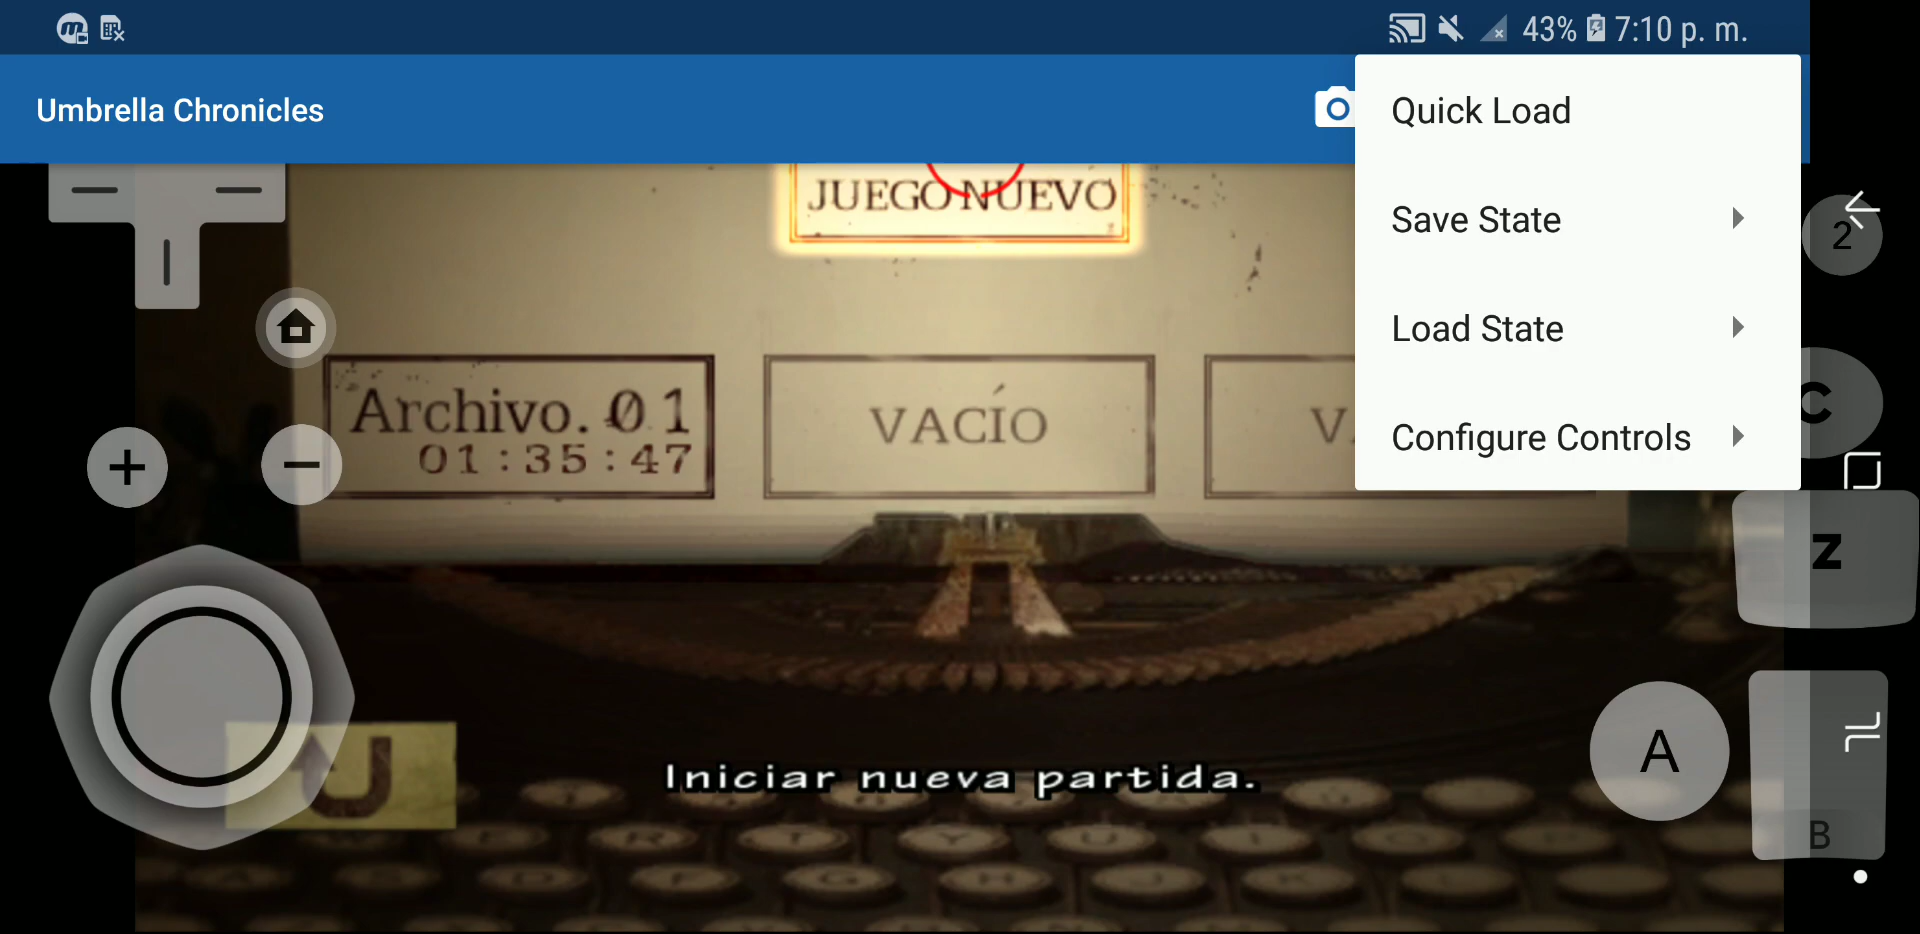 43% 7:10 p. m.
Umbrella Chronicles
Quick Load
Save State
Load State
Configure Controls
JUEGO NUEVO
Archivo. 01
01:35:47
VACÍO
V
2
C
Z
A
B
Iniciar nueva partida.
R T Y U I
D F G H J K